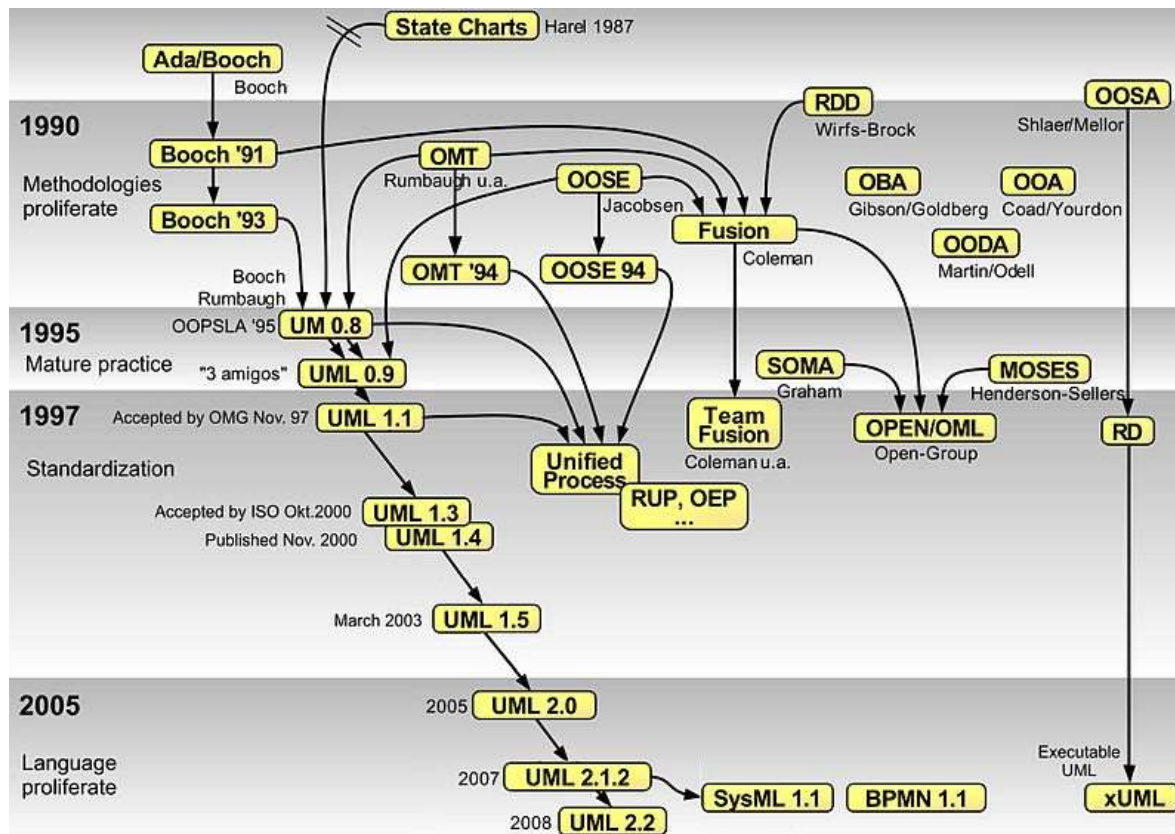 State Charts
Harel 1987
Ada/Booch
Booch
RDD
Wirfs-Brock
OOSA
Shlaer/Mellor
1990
Methodologies
proliferate
Booch '91
OMT
Rumbaugh u.a.
OOSE
Jacobsen
OBA
Gibson/Goldberg
OOA
Coad/Yourdon
Booch '93
Fusion
Coleman
OODA
Martin/Odell
OMT '94
OOSE 94
Booch
Rumbaugh
1995
Mature practice
OOPSLA '95
UM 0.8
"3 amigos"
UML 0.9
SOMA
Graham
MOSES
Henderson-Sellers
1997
Standardization
Accepted by OMG Nov. 97
UML 1.1
Team
Fusion
Coleman u.a.
OPEN/OML
Open-Group
RD
Unified
Process
RUP, OEP
...
Accepted by ISO Okt.2000
UML 1.3
Published Nov. 2000
UML 1.4
March 2003
UML 1.5
2005
Language
proliferate
2005
UML 2.0
2007
UML 2.1.2
SysML 1.1
BPMN 1.1
Executable
UML
xUML
2008
UML 2.2